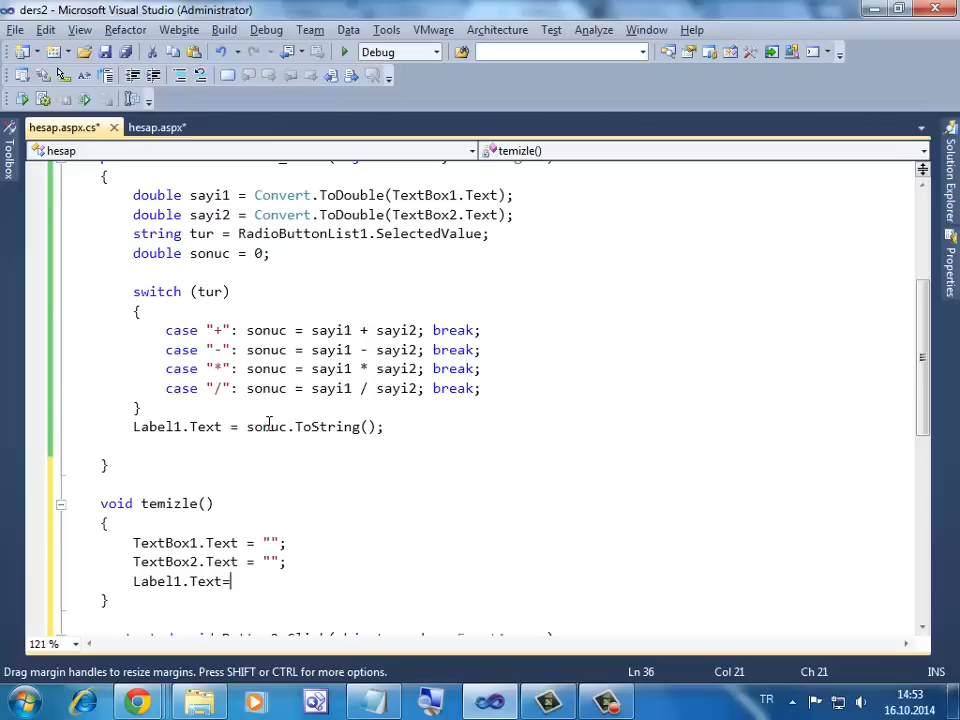 ders2 - Microsoft Visual Studio (Administrator)
File Edit View Refactor Website Build Debug Team Data Tools VMware Architecture Test Analyze Window Help
Debug
hesap.aspx.cs* hesap.aspx*
hesap temizle()
Toolbox
Solution Explorer
Properties
{
double sayi1 = Convert.ToDouble(TextBox1.Text);
double sayi2 = Convert.ToDouble(TextBox2.Text);
string tur = RadioButtonList1.SelectedValue;
double sonuc = 0;
switch (tur)
{
case "+": sonuc = sayi1 + sayi2; break;
case "-": sonuc = sayi1 - sayi2; break;
case "*": sonuc = sayi1 * sayi2; break;
case "/": sonuc = sayi1 / sayi2; break;
}
Label1.Text = sonuc.ToString();
}
void temizle()
{
TextBox1.Text = "";
TextBox2.Text = "";
Label1.Text=
}
121 %
Drag margin handles to resize margins. Press SHIFT or CTRL for more options. Ln 36 Col 21 Ch 21 INS
TR 14:53
16.10.2014